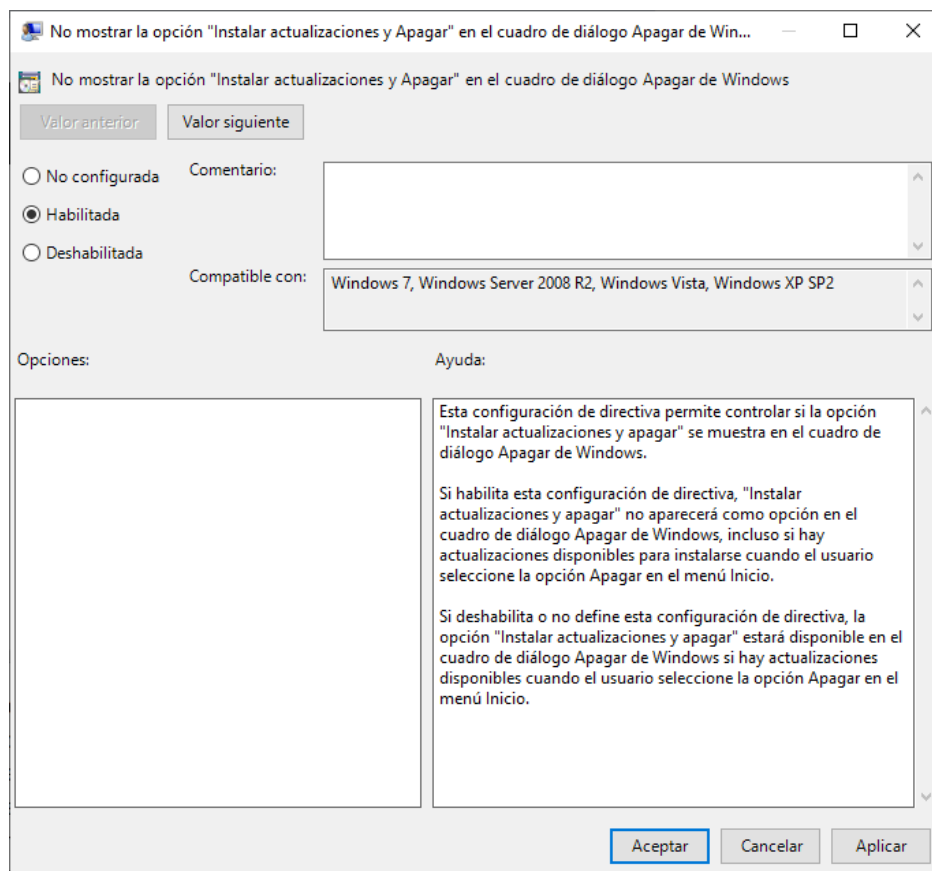 No mostrar la opción "Instalar actualizaciones y Apagar" en el cuadro de diálogo Apagar de Win...
No mostrar la opción "Instalar actualizaciones y Apagar" en el cuadro de diálogo Apagar de Windows
Valor anterior
Valor siguiente
No configurada
Habilitada
Deshabilitada
Comentario:
Compatible con:
Windows 7, Windows Server 2008 R2, Windows Vista, Windows XP SP2
Opciones:
Ayuda:
Esta configuración de directiva permite controlar si la opción
"Instalar actualizaciones y apagar" se muestra en el cuadro de
diálogo Apagar de Windows.
Si habilita esta configuración de directiva, "Instalar
actualizaciones y apagar" no aparecerá como opción en el
cuadro de diálogo Apagar de Windows, incluso si hay
actualizaciones disponibles para instalarse cuando el usuario
seleccione la opción Apagar en el menú Inicio.
Si deshabilita o no define esta configuración de directiva, la
opción "Instalar actualizaciones y apagar" estará disponible en el
cuadro de diálogo Apagar de Windows si hay actualizaciones
disponibles cuando el usuario seleccione la opción Apagar en el
menú Inicio.
Aceptar
Cancelar
Aplicar